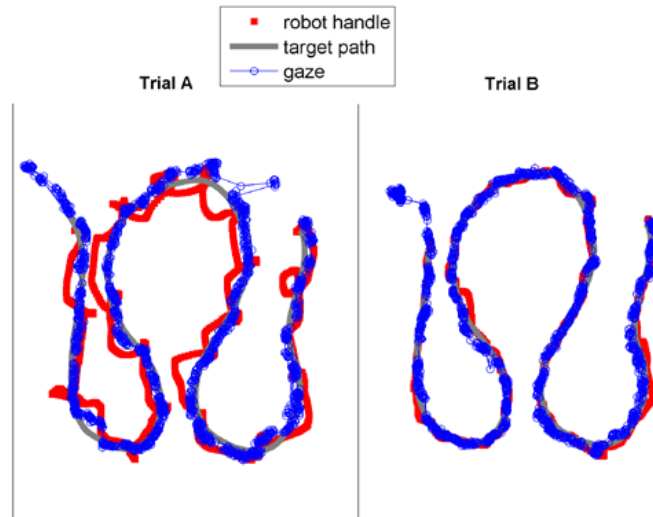 robot handle
target path
gaze
Trial A
Trial B